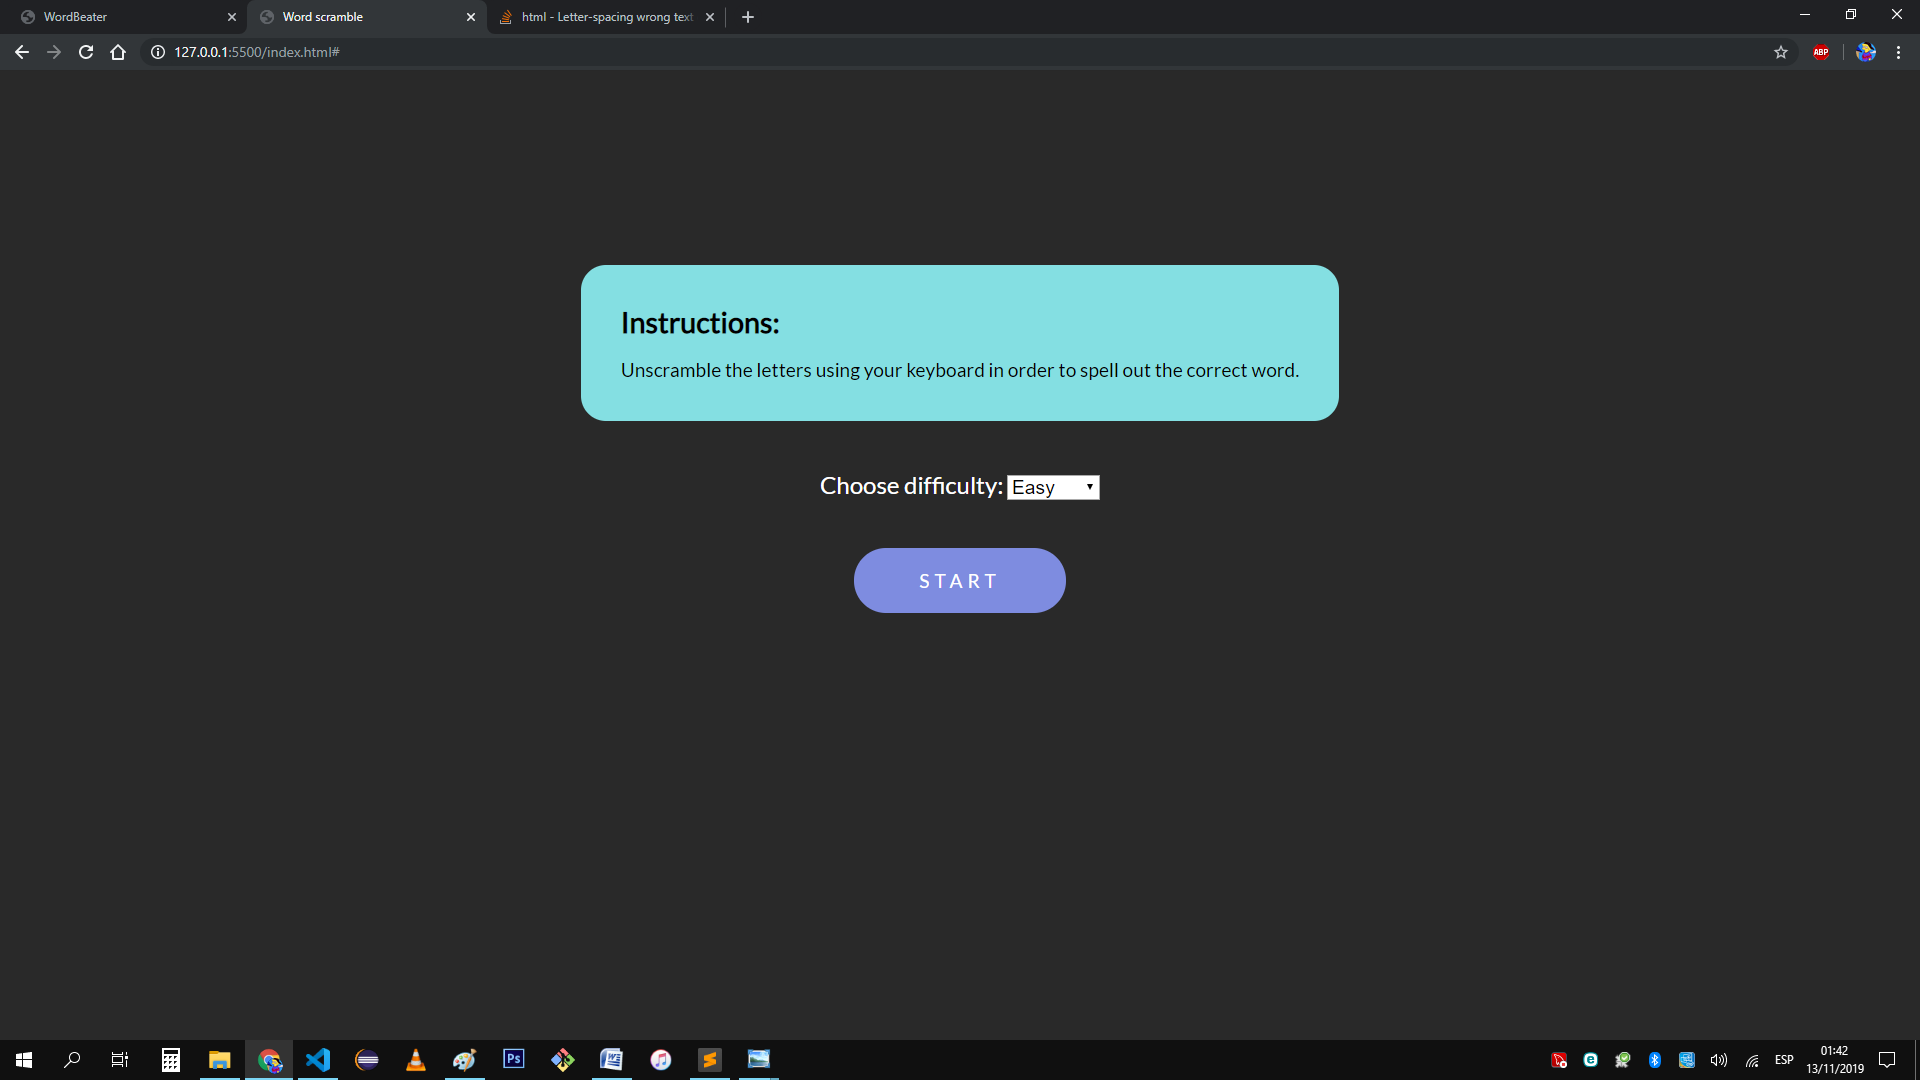 WordBeater
Word scramble
html - Letter-spacing wrong text
127.0.0.1:5500/index.html#
ABP
Instructions:
Unscramble the letters using your keyboard in order to spell out the correct word.
Choose difficulty: Easy
START
Ps
W
e
ESP
01:42
13/11/2019